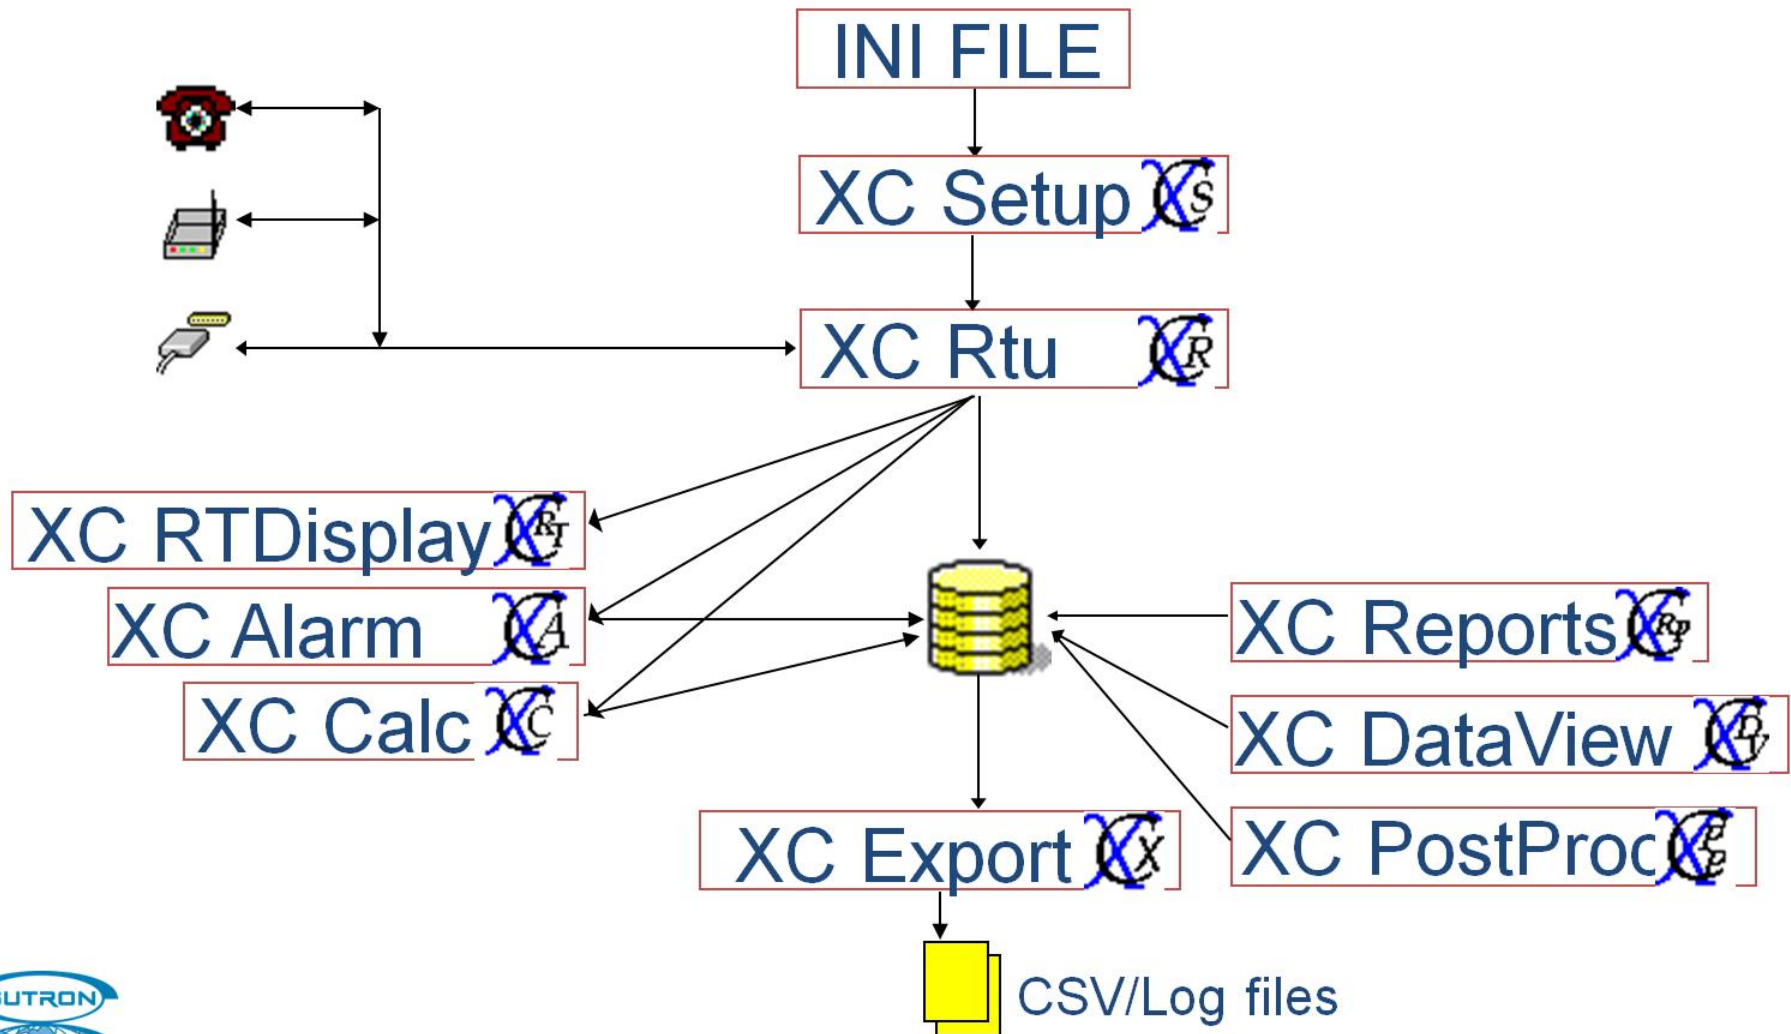 INI FILE
XC Setup
XC Rtu
XC RTDisplay
XC Alarm
XC Calc
XC Reports
XC DataView
XC PostProc
XC Export
CSV/Log files
SUTRON